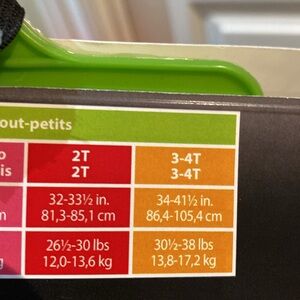 out-petits
o 2T 3-4T
is 2T 3-4T
32-33½ in. 34-41½ in.
m 81,3-85,1 cm 86,4-105,4 cm
26½-30 lbs 30½-38 lbs
g 12,0-13,6 kg 13,8-17,2 kg